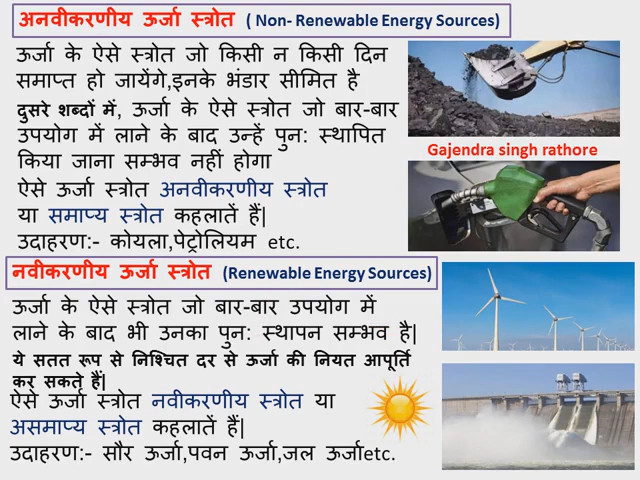 अनवीकरणीय ऊर्जा स्त्रोत ( Non- Renewable Energy Sources)
ऊर्जा के ऐसे स्त्रोत जो किसी न किसी दिन
समाप्त हो जायेंगे,इनके भंडार सीमित है
दुसरे शब्दों में, ऊर्जा के ऐसे स्त्रोत जो बार-बार
उपयोग में लाने के बाद उन्हें पुन: स्थापित
किया जाना सम्भव नहीं होगा
Gajendra singh rathore
ऐसे ऊर्जा स्त्रोत अनवीकरणीय स्त्रोत
या समाप्य स्त्रोत कहलातें हैं|
उदाहरण:- कोयला,पेट्रोलियम etc.
नवीकरणीय ऊर्जा स्त्रोत (Renewable Energy Sources)
ऊर्जा के ऐसे स्त्रोत जो बार-बार उपयोग में
लाने के बाद भी उनका पुन: स्थापन सम्भव है|
ये सतत रूप से निश्चित दर से ऊर्जा की नियत आपूर्ति
कर सकते हैं|
ऐसे ऊर्जा स्त्रोत नवीकरणीय स्त्रोत या
असमाप्य स्त्रोत कहलातें हैं|
उदाहरण:- सौर ऊर्जा,पवन ऊर्जा,जल ऊर्जाetc.